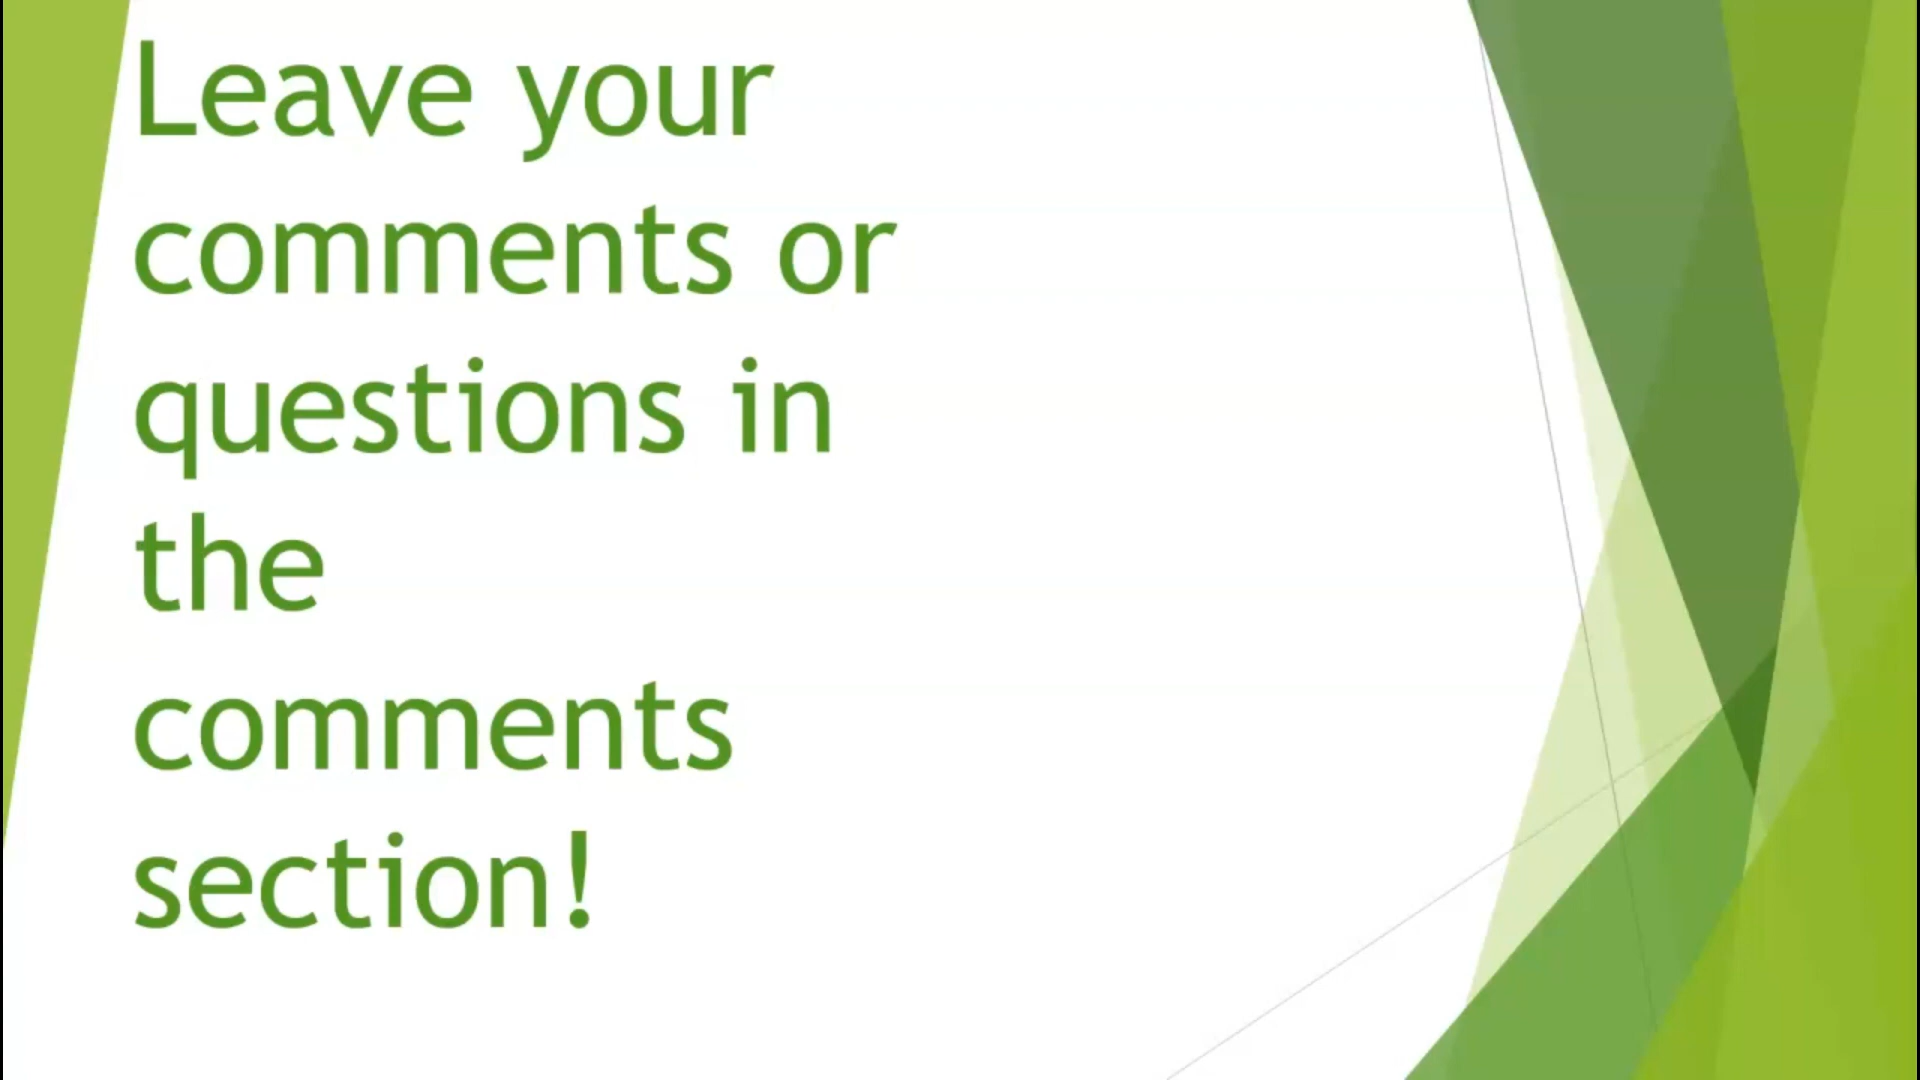 Leave your
comments or
questions in
the
comments
section!